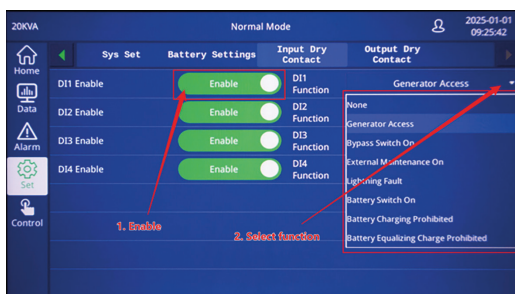 20KVA
Normal Mode
2025-01-01
09:25:42
Home
Data
Alarm
Set
Control
Sys Set
Battery Settings
Input Dry
Contact
Output Dry
Contact
DI1 Enable
Enable
DI1
Function
Generator Access
DI2 Enable
Enable
DI2
Function
DI3 Enable
Enable
DI3
Function
DI4 Enable
Enable
DI4
Function
None
Generator Access
Bypass Switch On
External Maintenance On
Lightning Fault
Battery Switch On
Battery Charging Prohibited
Battery Equalizing Charge Prohibited
1. Enable
2. Select function